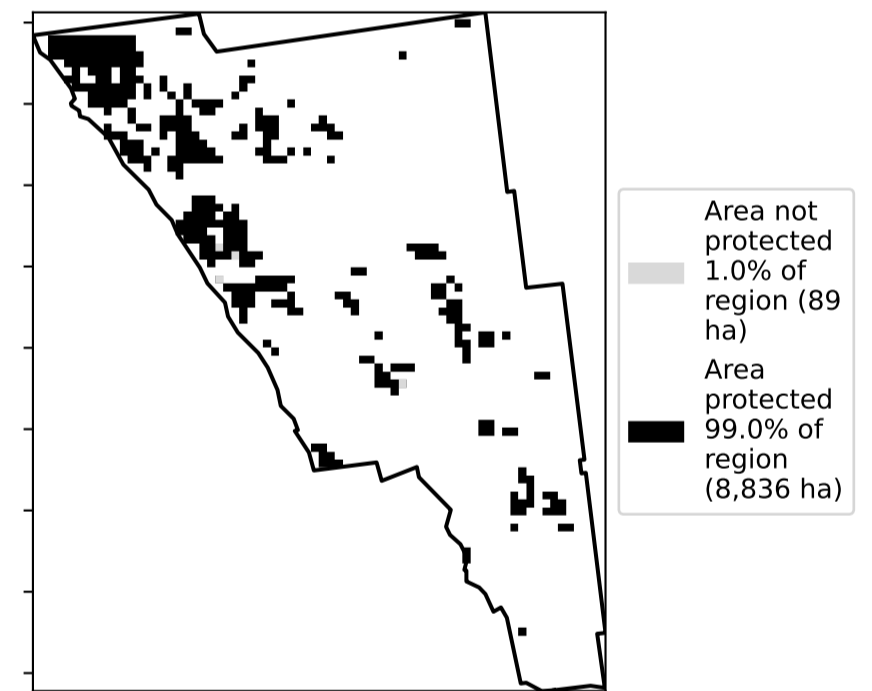 Area not
protected
1.0% of
region (89
ha)
Area
protected
99.0% of
region
(8,836 ha)